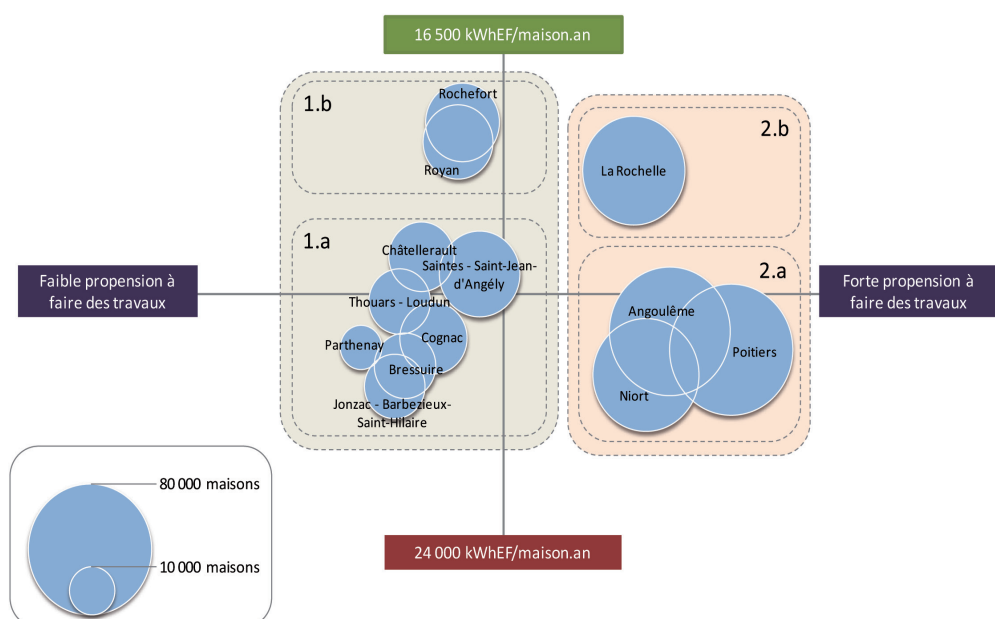 16 500 kWhEF/maison.an
1.b
Rochefort
Royan
2.b
La Rochelle
1.a
Châtellerault
Saintes - Saint-Jean-
d'Angély
Thouars - Loudun
Cognac
Parthenay
Bressuire
Jonzac - Barbezieux-
Saint-Hilaire
2.a
Angoulême
Poitiers
Niort
Faible propension à
faire des travaux
Forte propension à
faire des travaux
80 000 maisons
10 000 maisons
24 000 kWhEF/maison.an